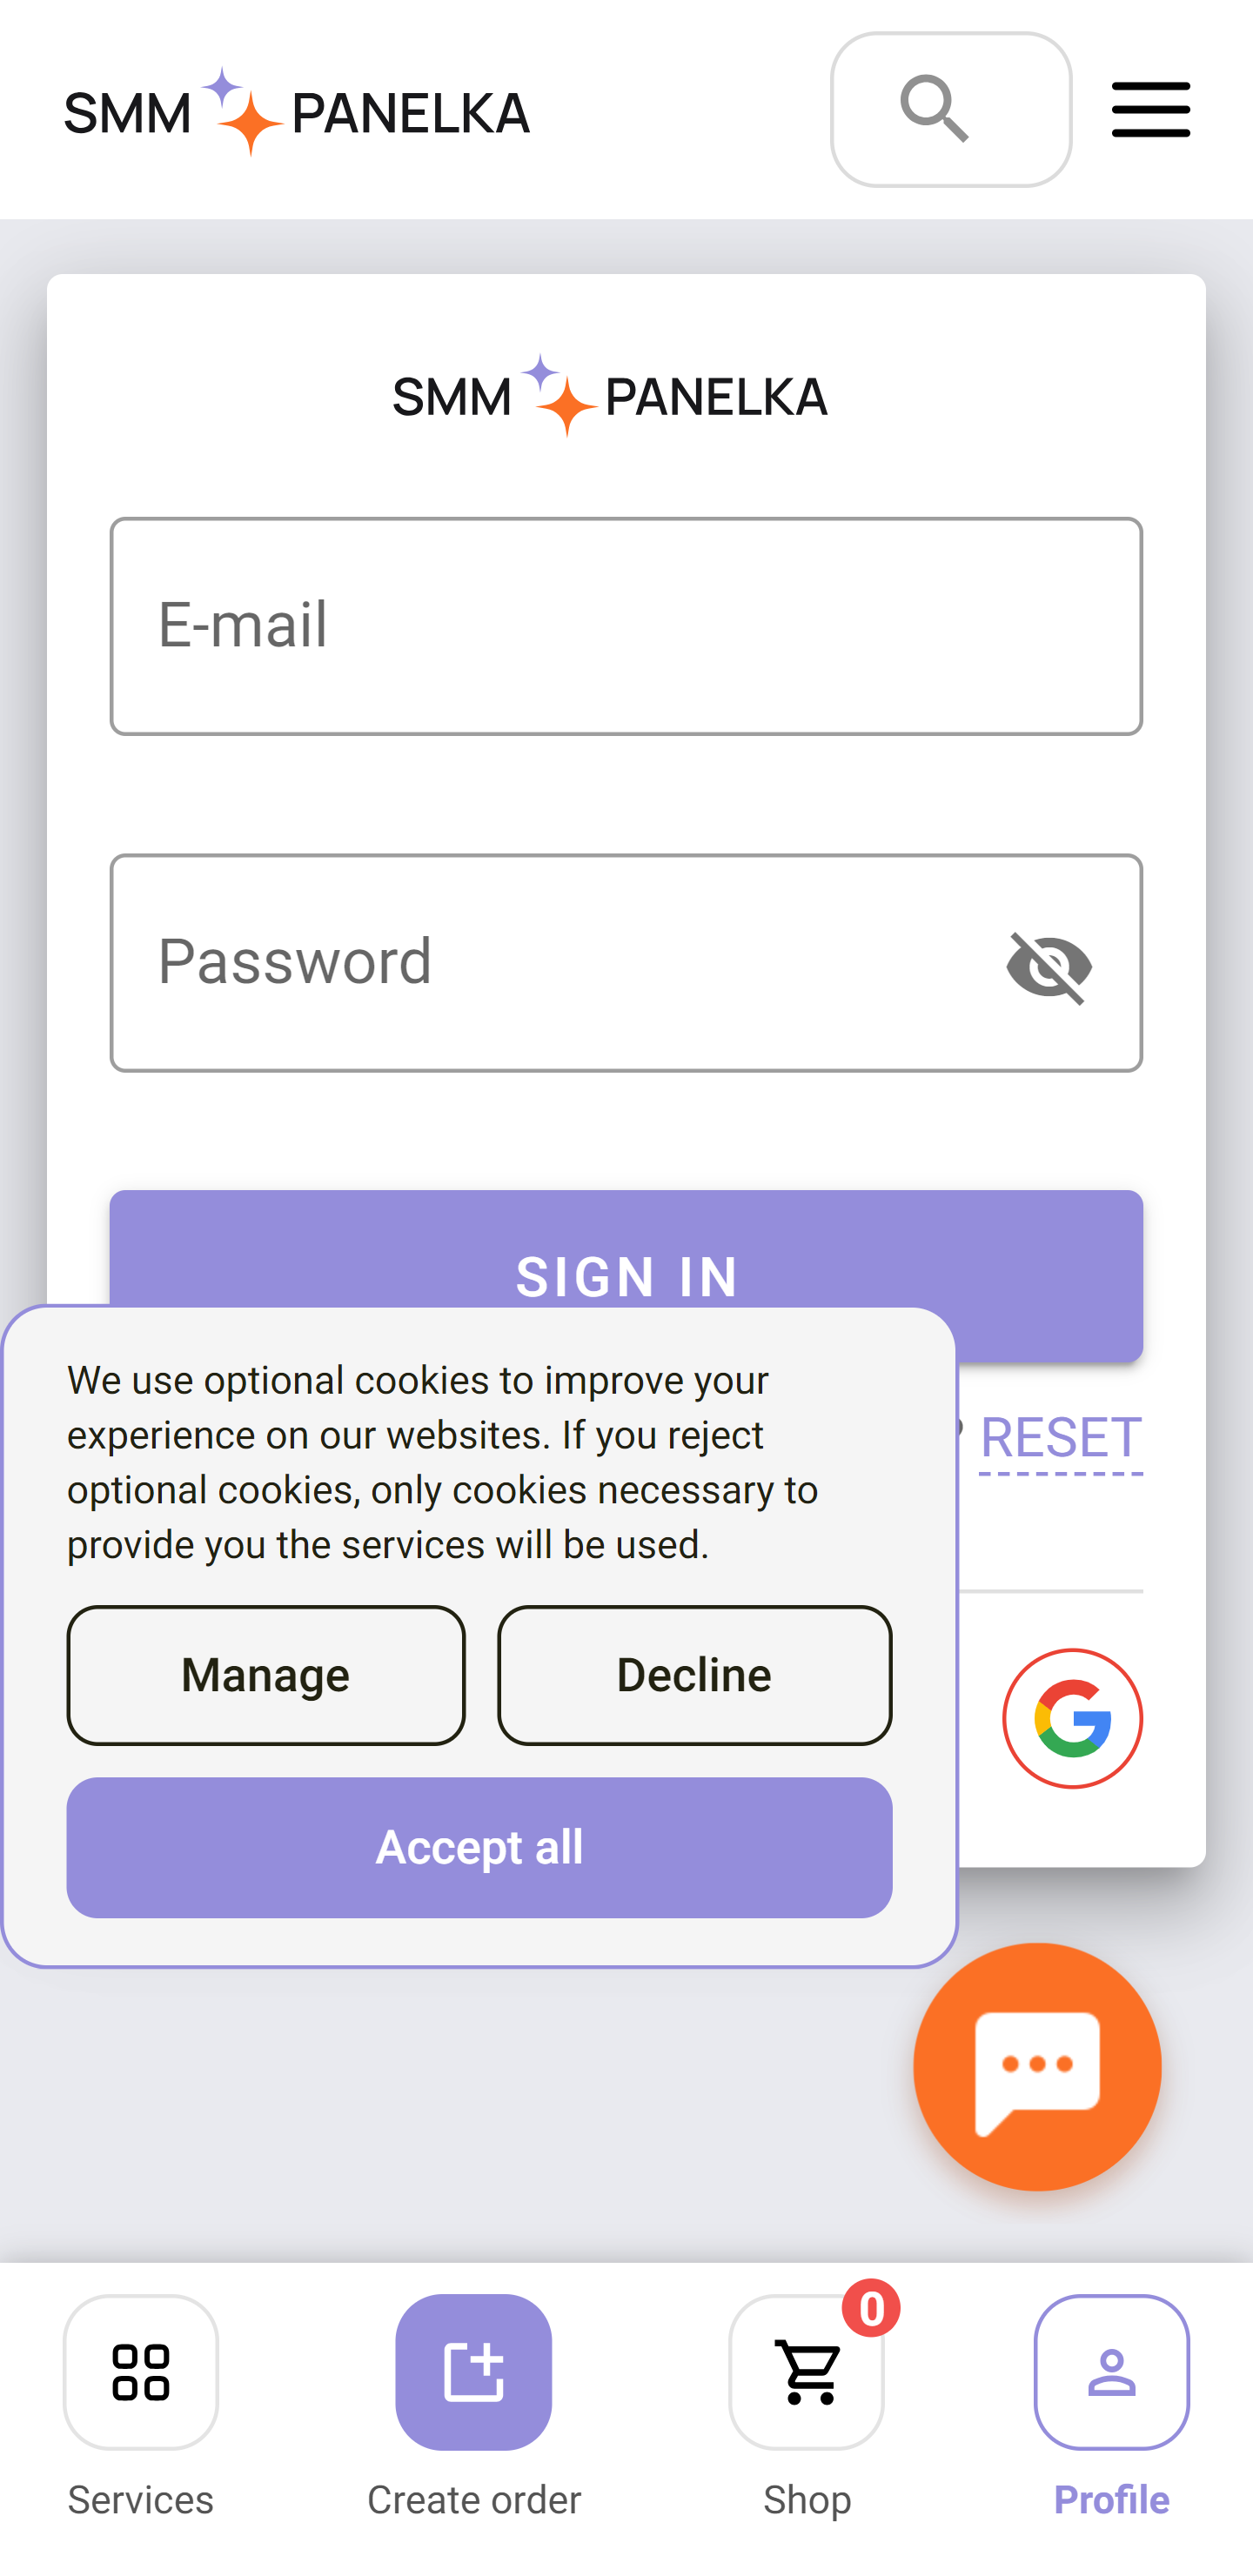 SMM PANELKA
SMM PANELKA
E-mail
Password
SIGN IN
RESET
We use optional cookies to improve your
experience on our websites. If you reject
optional cookies, only cookies necessary to
provide you the services will be used.
Manage Decline
Accept all
0
Services Create order Shop Profile